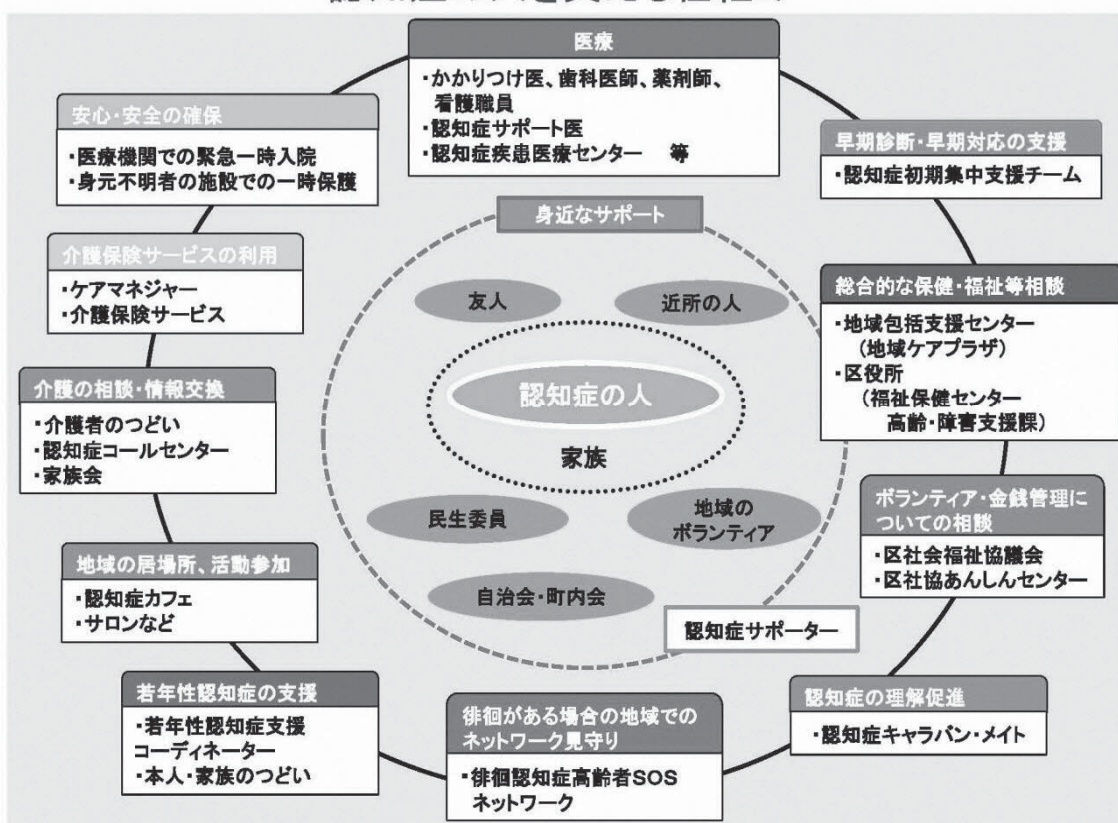 医療
・かかりつけ医、歯科医師、薬剤師、
看護職員
・認知症サポート医
・認知症疾患医療センター 等
安心・安全の確保
・医療機関での緊急一時入院
・身元不明者の施設での一時保護
早期診断・早期対応の支援
・認知症初期集中支援チーム
身近なサポート
介護保険サービスの利用
・ケアマネジャー
・介護保険サービス
友人
近所の人
総合的な保健・福祉等相談
・地域包括支援センター
(地域ケアプラザ)
・区役所
(福祉保健センター
高齢・障害支援課)
認知症の人
家族
介護の相談・情報交換
・介護者のつどい
・認知症コールセンター
・家族会
民生委員
地域の
ボランティア
ボランティア・金銭管理に
ついての相談
・区社会福祉協議会
・区社協あんしんセンター
地域の居場所、活動参加
・認知症カフェ
・サロンなど
自治会・町内会
認知症サポーター
若年性認知症の支援
・若年性認知症支援
コーディネーター
・本人・家族のつどい
徘徊がある場合の地域での
ネットワーク見守り
・徘徊認知症高齢者SOS
ネットワーク
認知症の理解促進
・認知症キャラバン・メイト